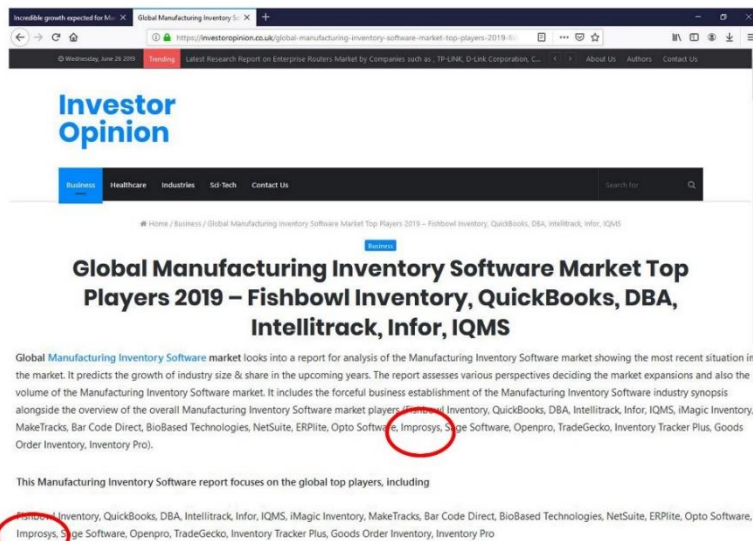 Incredible growth expected for Ma
Global Manufacturing Inventory So
https://investoropinion.co.uk/global-manufacturing-inventory-software-market-top-players-2019-fi
Wednesday, June 26 2019 Trending Latest Research Report on Enterprise Routers Market by Companies such as , TP-LINK, D-Link Corporation, C... About Us Authors Contact Us
Investor
Opinion
Business Healthcare Industries Sci-Tech Contact Us Search for
Home / Business / Global Manufacturing Inventory Software Market Top Players 2019 – Fishbowl Inventory, QuickBooks, DBA, Intellitrack, Infor, IQMS
Business
Global Manufacturing Inventory Software Market Top
Players 2019 – Fishbowl Inventory, QuickBooks, DBA,
Intellitrack, Infor, IQMS
Global Manufacturing Inventory Software market looks into a report for analysis of the Manufacturing Inventory Software market showing the most recent situation in
the market. It predicts the growth of industry size & share in the upcoming years. The report assesses various perspectives deciding the market expansions and also the
volume of the Manufacturing Inventory Software market. It includes the forceful business establishment of the Manufacturing Inventory Software industry synopsis
alongside the overview of the overall Manufacturing Inventory Software market players (Fishbowl Inventory, QuickBooks, DBA, Intellitrack, Infor, IQMS, iMagic Inventory,
MakeTracks, Bar Code Direct, BioBased Technologies, NetSuite, ERPlite, Opto Software, Improsys, Sage Software, Openpro, TradeGecko, Inventory Tracker Plus, Goods
Order Inventory, Inventory Pro).
This Manufacturing Inventory Software report focuses on the global top players, including
Fishbowl Inventory, QuickBooks, DBA, Intellitrack, Infor, IQMS, iMagic Inventory, MakeTracks, Bar Code Direct, BioBased Technologies, NetSuite, ERPlite, Opto Software,
Improsys, Sage Software, Openpro, TradeGecko, Inventory Tracker Plus, Goods Order Inventory, Inventory Pro